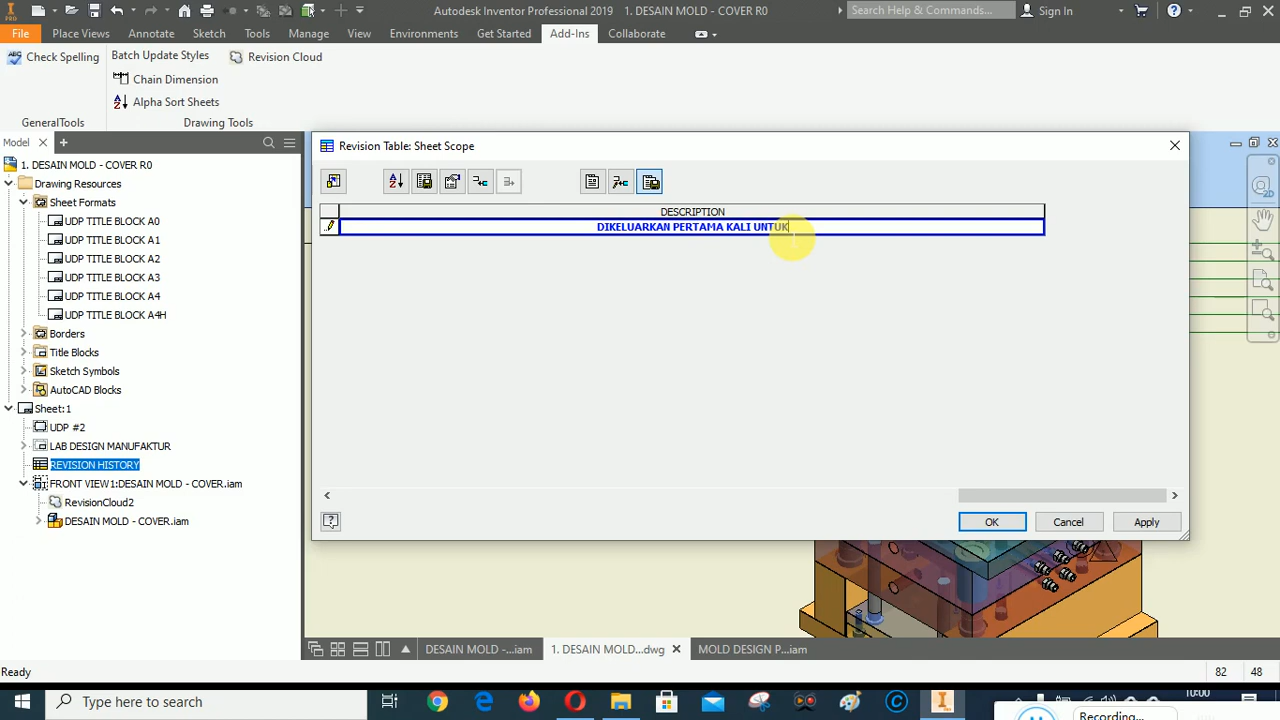 PRO
Autodesk Inventor Professional 2019 1. DESAIN MOLD - COVER R0
Search Help & Commands...
Sign In
File Place Views Annotate Sketch Tools Manage View Environments Get Started Add-Ins Collaborate
Check Spelling
Batch Update Styles
Revision Cloud
Chain Dimension
Alpha Sort Sheets
GeneralTools
Drawing Tools
Model
1. DESAIN MOLD - COVER R0
Drawing Resources
Sheet Formats
UDP TITLE BLOCK A0
UDP TITLE BLOCK A1
UDP TITLE BLOCK A2
UDP TITLE BLOCK A3
UDP TITLE BLOCK A4
UDP TITLE BLOCK A4H
Borders
Title Blocks
Sketch Symbols
AutoCAD Blocks
Sheet:1
UDP #2
LAB DESIGN MANUFAKTUR
REVISION HISTORY
FRONT VIEW1:DESAIN MOLD - COVER.iam
RevisionCloud2
DESAIN MOLD - COVER.iam
Revision Table: Sheet Scope
DESCRIPTION
DIKELUARKAN PERTAMA KALI UNTUK
OK
Cancel
Apply
DESAIN MOLD -...iam
1. DESAIN MOLD...dwg
MOLD DESIGN P...iam
Ready
82 48
Type here to search
10:00
Recording...